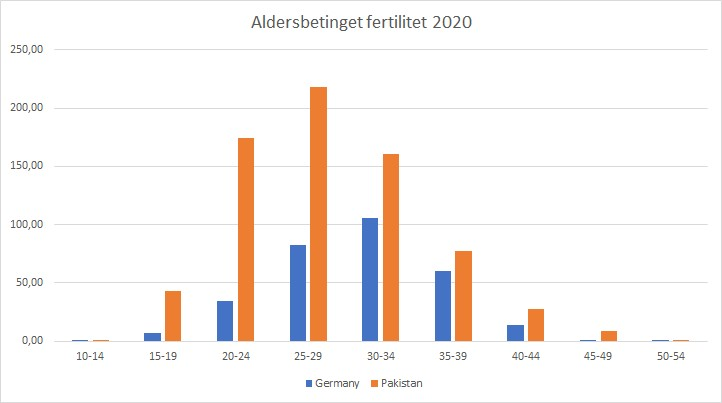 Aldersbetinget fertilitet 2020
250,00
200,00
150,00
100,00
50,00
0,00
10-14 15-19 20-24 25-29 30-34 35-39 40-44 45-49 50-54
Germany Pakistan